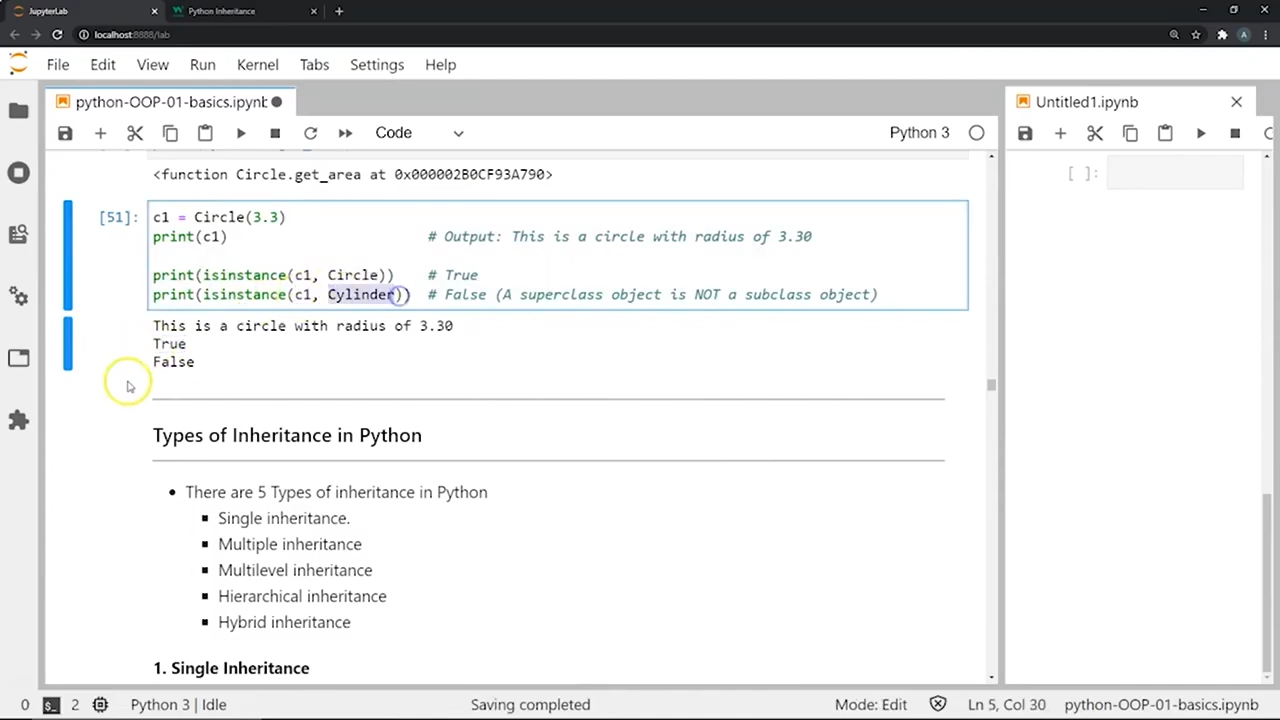 JupyterLab
Python Inheritance
localhost:8888/lab
A
File Edit View Run Kernel Tabs Settings Help
python-OOP-01-basics.ipynb
Untitled1.ipynb
Code
Python 3
[ ]:
<function Circle.get_area at 0x000002B0CF93A790>
[51]:
c1 = Circle(3.3)
print(c1) # Output: This is a circle with radius of 3.30
print(isinstance(c1, Circle)) # True
print(isinstance(c1, Cylinder)) # False (A superclass object is NOT a subclass object)
This is a circle with radius of 3.30
True
False
Types of Inheritance in Python
There are 5 Types of inheritance in Python
Single inheritance.
Multiple inheritance
Multilevel inheritance
Hierarchical inheritance
Hybrid inheritance
1. Single Inheritance
0 2 Python 3 | Idle Saving completed Mode: Edit Ln 5, Col 30 python-OOP-01-basics.ipynb